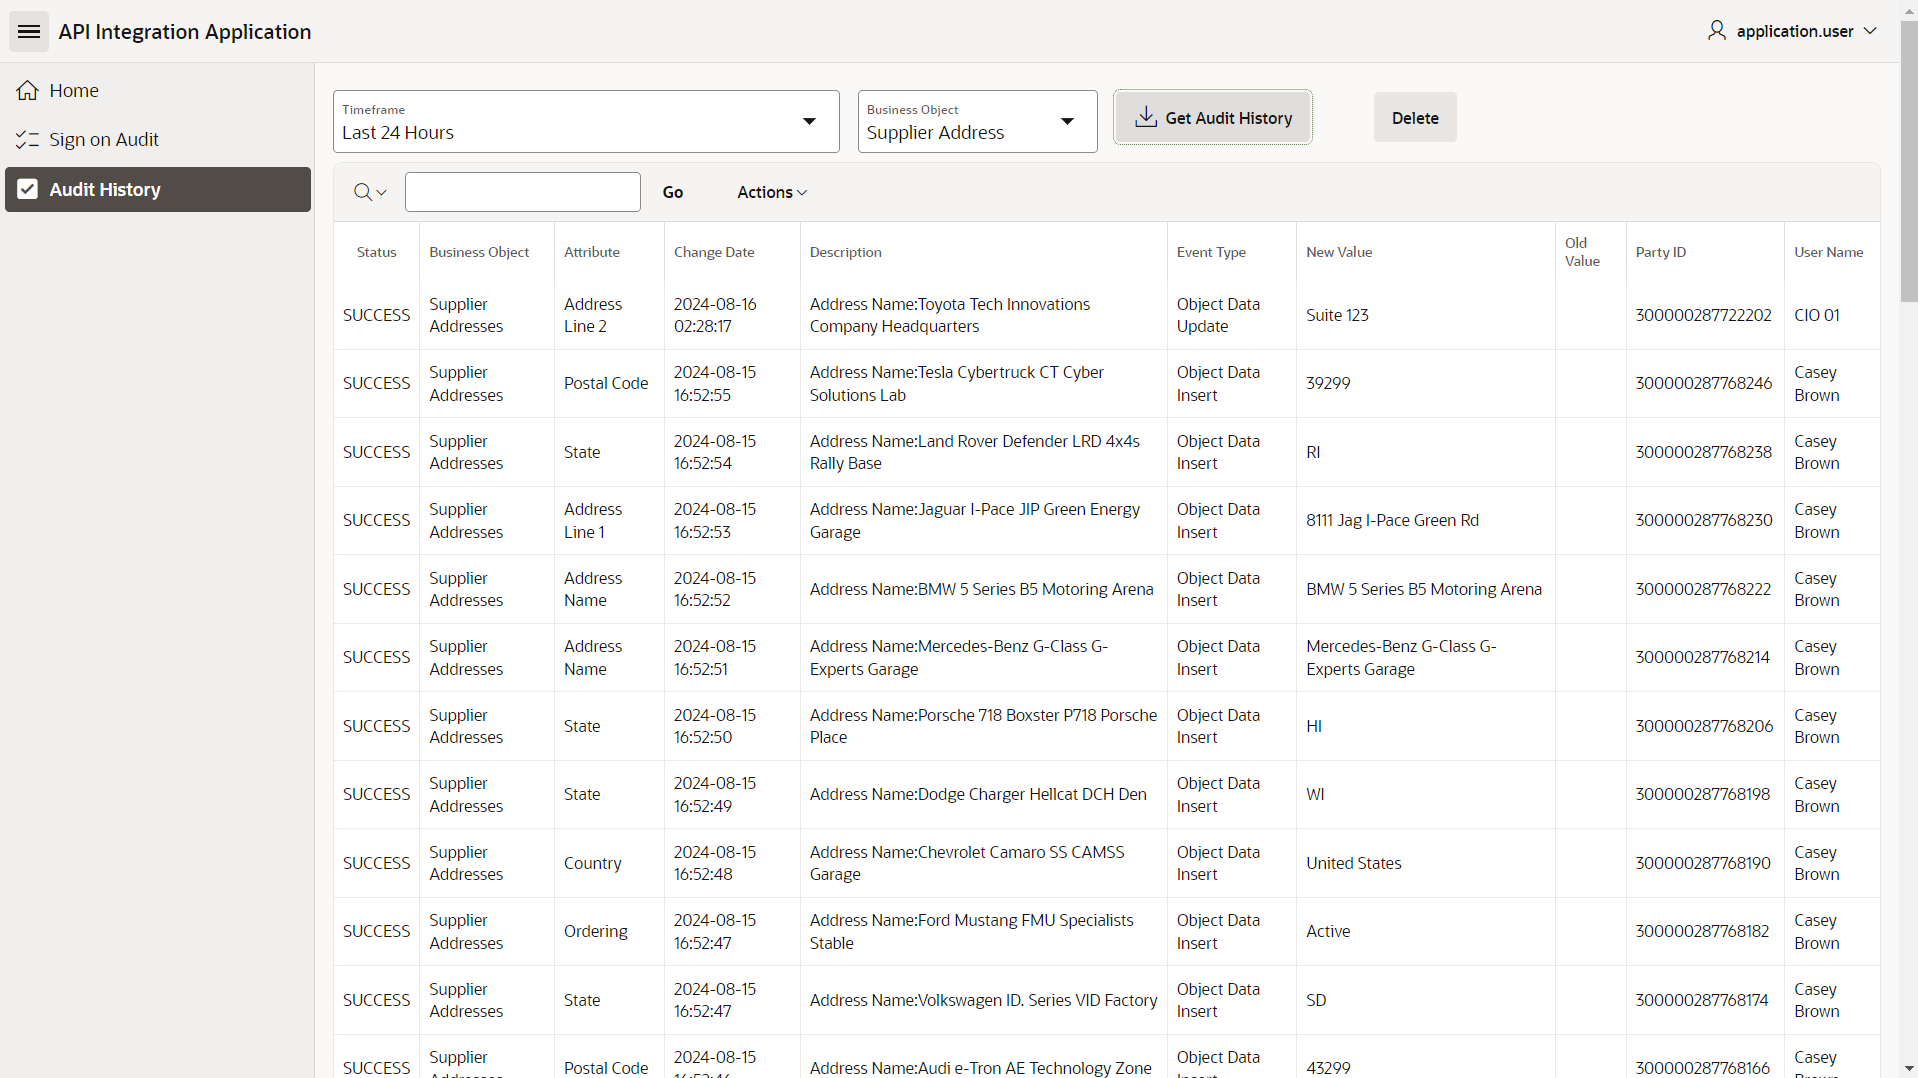 API Integration Application
application.user
Home
Sign on Audit
Audit History
Timeframe
Last 24 Hours
Business Object
Supplier Address
Get Audit History
Delete
Go
Actions
Status
Business Object
Attribute
Change Date
Description
Event Type
New Value
Old
Value
Party ID
User Name
SUCCESS
Supplier
Addresses
Address
Line 2
2024-08-16
02:28:17
Address Name:Toyota Tech Innovations
Company Headquarters
Object Data
Update
Suite 123
300000287722202
CIO 01
SUCCESS
Supplier
Addresses
Postal Code
2024-08-15
16:52:55
Address Name:Tesla Cybertruck CT Cyber
Solutions Lab
Object Data
Insert
39299
300000287768246
Casey
Brown
SUCCESS
Supplier
Addresses
State
2024-08-15
16:52:54
Address Name:Land Rover Defender LRD 4x4s
Rally Base
Object Data
Insert
RI
300000287768238
Casey
Brown
SUCCESS
Supplier
Addresses
Address
Line 1
2024-08-15
16:52:53
Address Name:Jaguar I-Pace JIP Green Energy
Garage
Object Data
Insert
8111 Jag I-Pace Green Rd
300000287768230
Casey
Brown
SUCCESS
Supplier
Addresses
Address
Name
2024-08-15
16:52:52
Address Name:BMW 5 Series B5 Motoring Arena
Object Data
Insert
BMW 5 Series B5 Motoring Arena
300000287768222
Casey
Brown
SUCCESS
Supplier
Addresses
Address
Name
2024-08-15
16:52:51
Address Name:Mercedes-Benz G-Class G-
Experts Garage
Object Data
Insert
Mercedes-Benz G-Class G-
Experts Garage
300000287768214
Casey
Brown
SUCCESS
Supplier
Addresses
State
2024-08-15
16:52:50
Address Name:Porsche 718 Boxster P718 Porsche
Place
Object Data
Insert
HI
300000287768206
Casey
Brown
SUCCESS
Supplier
Addresses
State
2024-08-15
16:52:49
Address Name:Dodge Charger Hellcat DCH Den
Object Data
Insert
WI
300000287768198
Casey
Brown
SUCCESS
Supplier
Addresses
Country
2024-08-15
16:52:48
Address Name:Chevrolet Camaro SS CAMSS
Garage
Object Data
Insert
United States
300000287768190
Casey
Brown
SUCCESS
Supplier
Addresses
Ordering
2024-08-15
16:52:47
Address Name:Ford Mustang FMU Specialists
Stable
Object Data
Insert
Active
300000287768182
Casey
Brown
SUCCESS
Supplier
Addresses
State
2024-08-15
16:52:47
Address Name:Volkswagen ID. Series VID Factory
Object Data
Insert
SD
300000287768174
Casey
Brown
SUCCESS
Supplier
Postal Code
2024-08-15
Address Name:Audi e-Tron AE Technology Zone
Object Data
43299
300000287768166
Casey